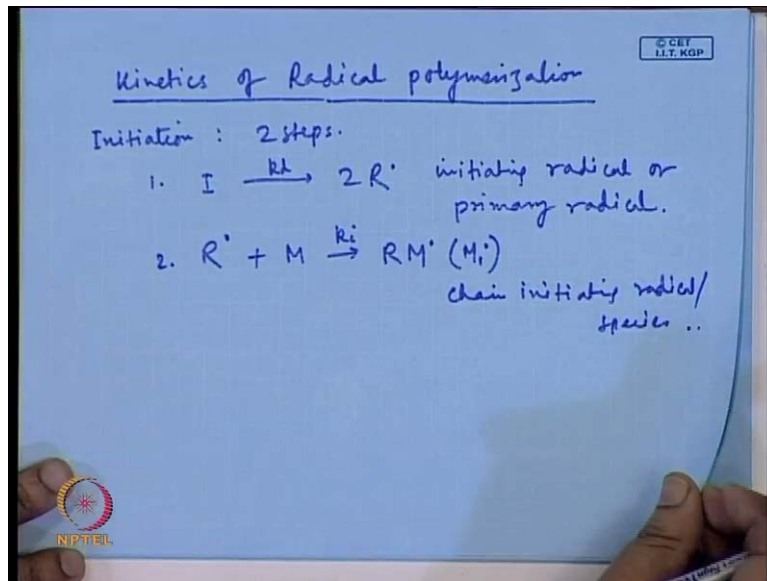 © CET
I.I.T. KGP
Kinetics of Radical polymerization
Initiation : 2 steps.
1. I kd→ 2R• initiating radical or
primary radical.
2. R• + M ki→ RM• (M₁•)
chain initiating radical/
species ..
NPTEL